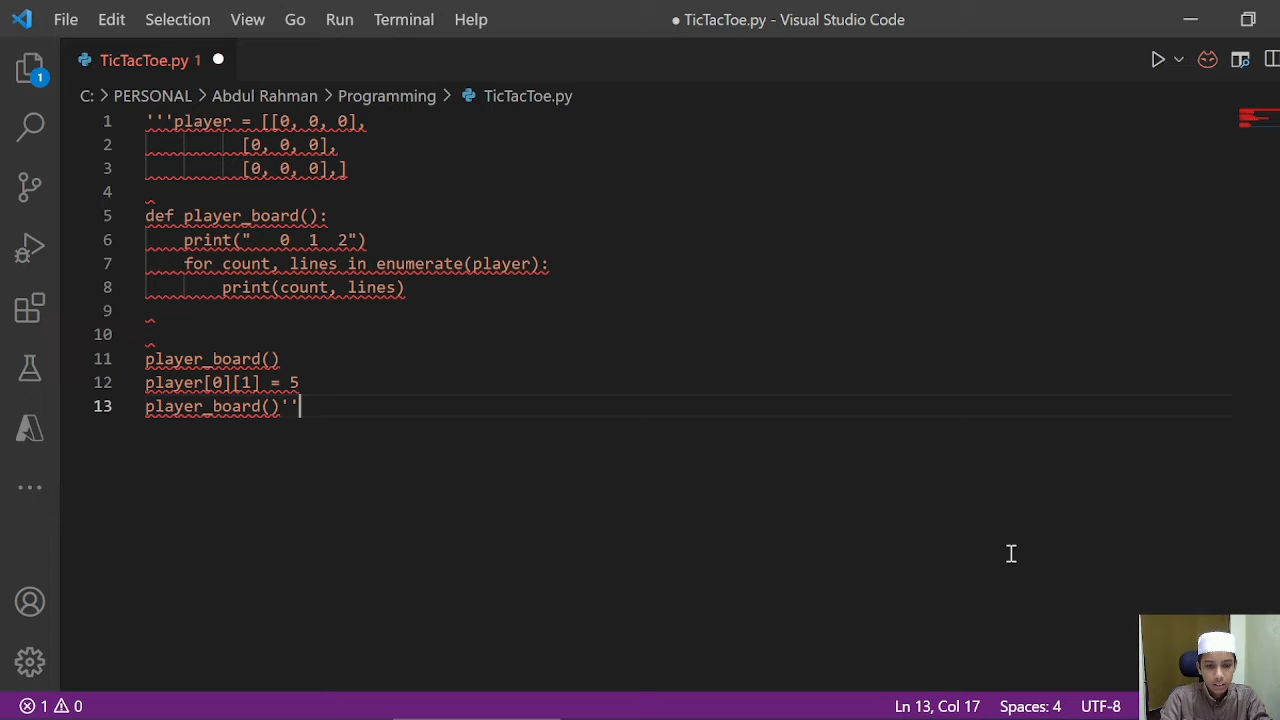 File Edit Selection View Go Run Terminal Help ● TicTacToe.py - Visual Studio Code
TicTacToe.py 1
C: > PERSONAL > Abdul Rahman > Programming > TicTacToe.py
1 '''player = [[0, 0, 0],
2 [0, 0, 0],
3 [0, 0, 0],]
4
5 def player_board():
6 print("   0  1  2")
7 for count, lines in enumerate(player):
8 print(count, lines)
9
10
11 player_board()
12 player[0][1] = 5
13 player_board()''
1
1 0 Ln 13, Col 17 Spaces: 4 UTF-8